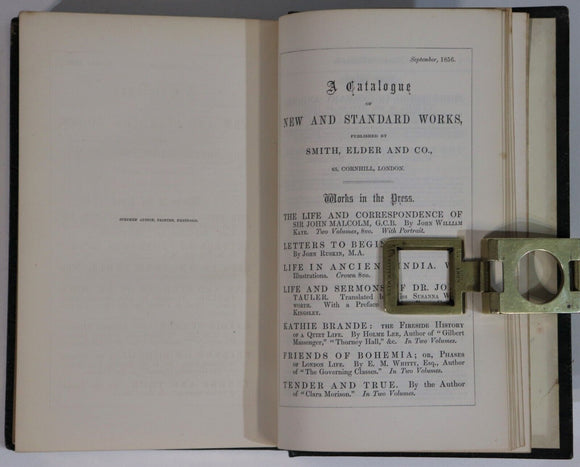 STEPHEN AUSTIN, PRINTER, HERTFORD.
September, 1856.
A Catalogue
OF
NEW AND STANDARD WORKS,
PUBLISHED BY
SMITH, ELDER AND CO.,
65, CORNHILL, LONDON.
Works in the Press.
THE LIFE AND CORRESPONDENCE OF
SIR JOHN MALCOLM, G.C.B. By JOHN WILLIAM
KAYE. Two Volumes, 8vo. With Portrait.
LETTERS TO BEGIN
By JOHN RUSKIN, M.A.
LIFE IN ANCIEN INDIA. 
Illustrations. Crown 8vo.
LIFE AND SERMONS OF DR. JO
TAULER. Translated SUSANNA W
WORTH. With a Preface
KINGSLEY.
KATHIE BRANDE: THE FIRESIDE HISTORY
OF A QUIET LIFE. By HOLME LEE, Author of "Gilbert
Massenger," "Thorney Hall," &c. In Two Volumes.
FRIENDS OF BOHEMIA; OR, PHASES
OF LONDON LIFE. By E. M. WHITTY, ESQ., Author
of "The Governing Classes." In Two Volumes.
TENDER AND TRUE. By the Author
of "Clara Morison." In Two Volumes.